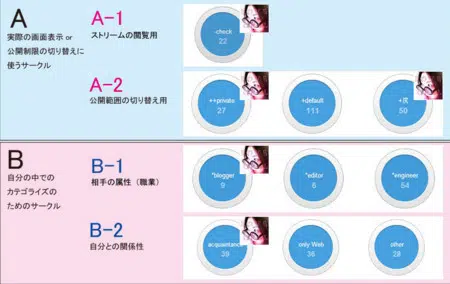 A
実際の画面表示 or
公開制限の切り替えに
使うサークル
A-1
ストリームの閲覧用
-check
22
A-2
公開範囲の切り替え用
++private
27
+default
111
+戻
50
B
自分の中での
カテゴライズの
ためのサークル
B-1
相手の属性(職業)
*blogger
9
*editor
6
*engineer
54
B-2
自分との関係性
acquaintance
39
only Web
36
other
29